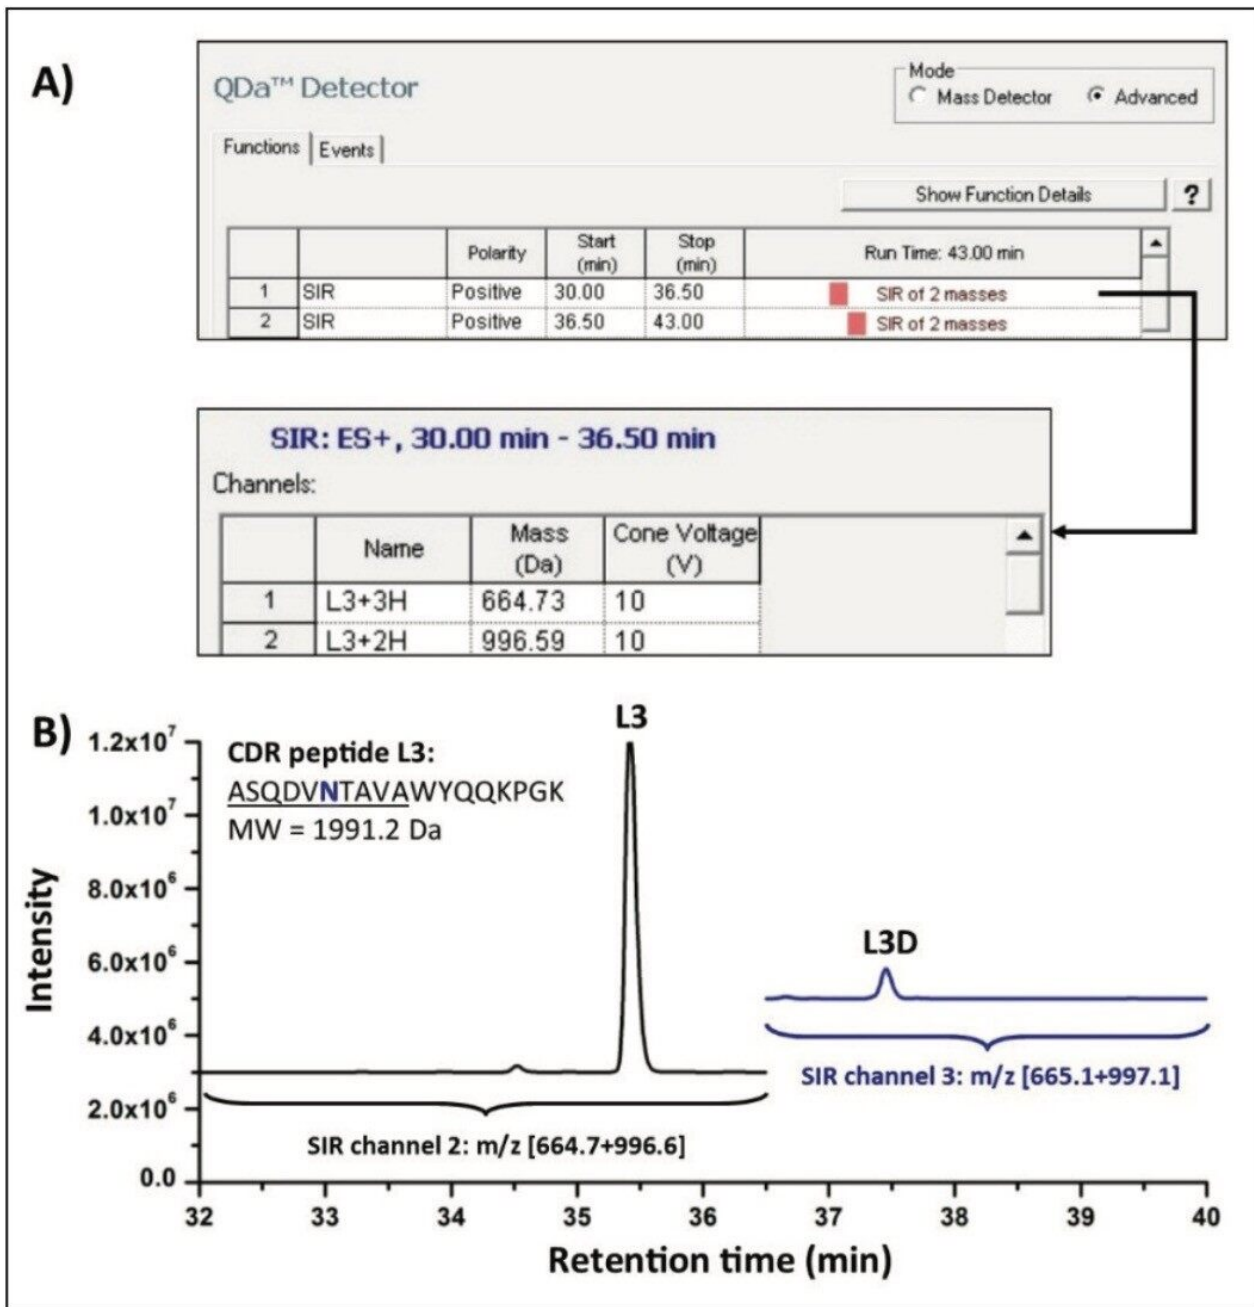 A)
QDa™ Detector
Mode
Mass Detector Advanced
Functions Events
Show Function Details ?
Polarity Start (min) Stop (min) Run Time: 43.00 min
1 SIR Positive 30.00 36.50 SIR of 2 masses
2 SIR Positive 36.50 43.00 SIR of 2 masses
SIR: ES+, 30.00 min - 36.50 min
Channels:
Name Mass (Da) Cone Voltage (V)
1 L3+3H 664.73 10
2 L3+2H 996.59 10
B)
L3
CDR peptide L3:
ASQDVNTAVAWYQQKPGK
MW = 1991.2 Da
L3D
SIR channel 3: m/z [665.1+997.1]
SIR channel 2: m/z [664.7+996.6]
Intensity
1.2x10⁷
1.0x10⁷
8.0x10⁶
6.0x10⁶
4.0x10⁶
2.0x10⁶
0.0
32 33 34 35 36 37 38 39 40
Retention time (min)